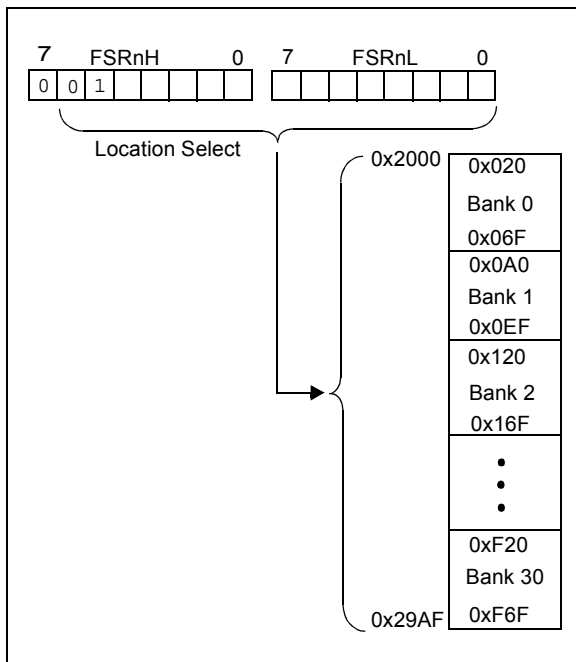 7 FSRnH 0 7 FSRnL 0
0 0 1
Location Select
0x2000
0x020
Bank 0
0x06F
0x0A0
Bank 1
0x0EF
0x120
Bank 2
0x16F
0xF20
Bank 30
0x29AF
0xF6F